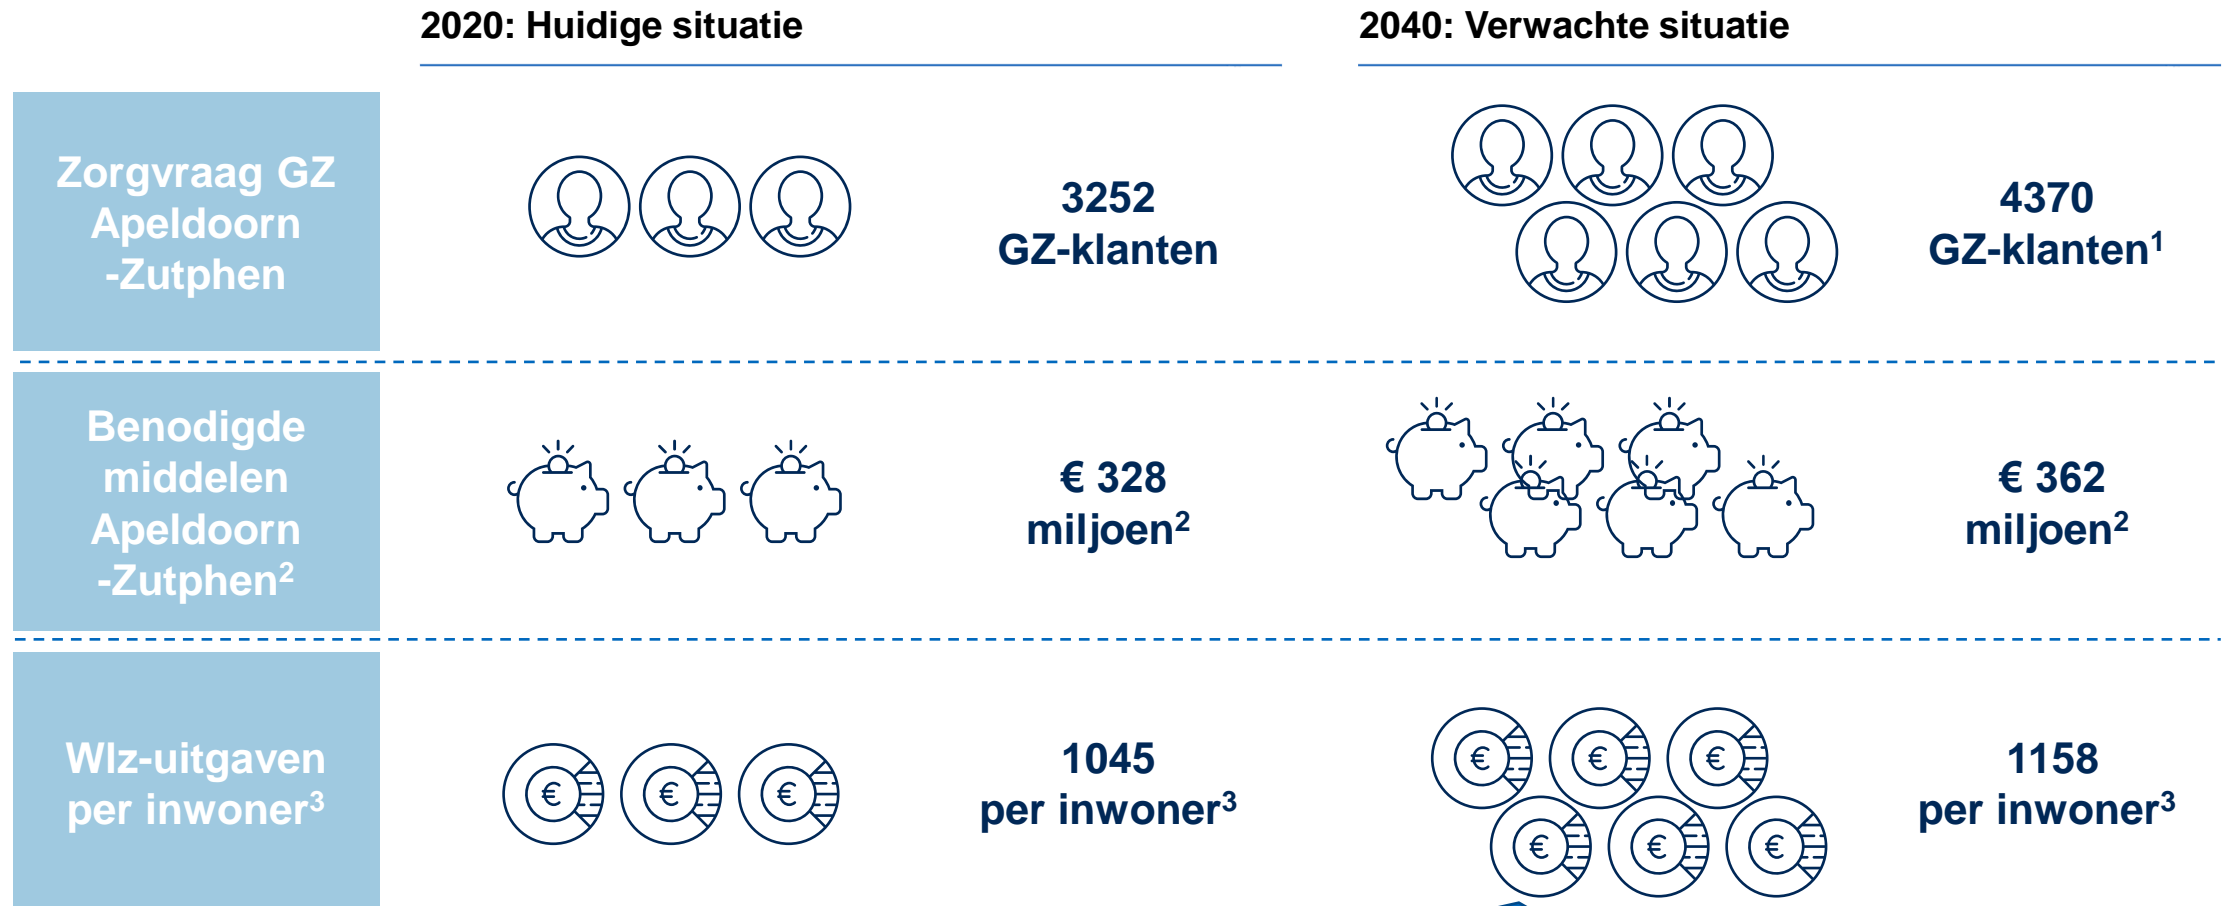 2020: Huidige situatie
2040: Verwachte situatie
Zorgvraag GZ
Apeldoorn
-Zutphen
3252
GZ-klanten
4370
GZ-klanten¹
Benodigde
middelen
Apeldoorn
-Zutphen²
€ 328
miljoen²
€ 362
miljoen²
Wlz-uitgaven
per inwoner³
€ € €
1045
per inwoner³
€ € €
€ € €
1158
per inwoner³